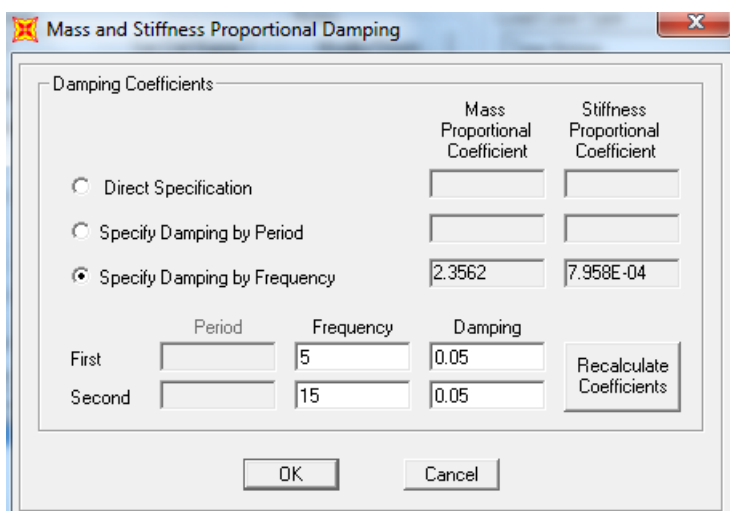 Mass and Stiffness Proportional Damping
X
Damping Coefficients
Mass Proportional Coefficient
Stiffness Proportional Coefficient
Direct Specification
Specify Damping by Period
Specify Damping by Frequency 2.3562 7.958E-04
Period Frequency Damping
First 5 0.05
Second 15 0.05
Recalculate Coefficients
OK Cancel